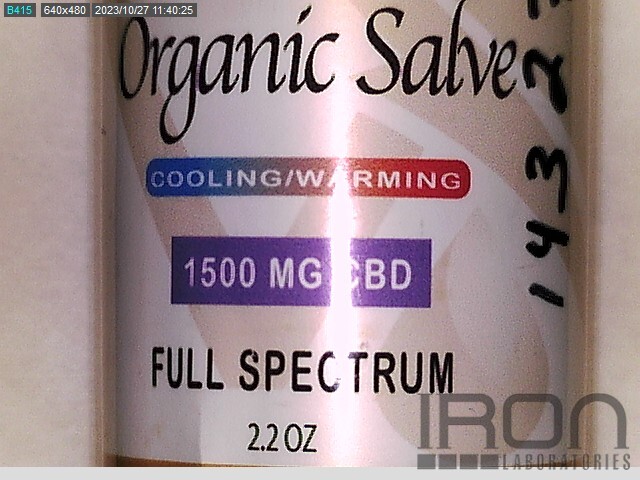 B415 640x480 2023/10/27 11:40:25
Organic Salve
COOLING/WARMING
1500 MG CBD
FULL SPECTRUM
2.2 OZ
IRON
LABORATORIES